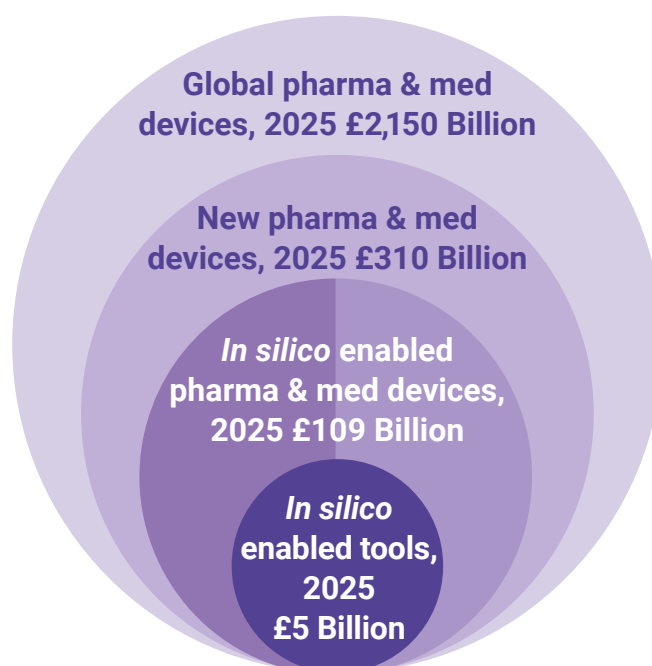 Global pharma & med
devices, 2025 £2,150 Billion
New pharma & med
devices, 2025 £310 Billion
In silico enabled
pharma & med devices,
2025 £109 Billion
In silico
enabled tools,
2025
£5 Billion